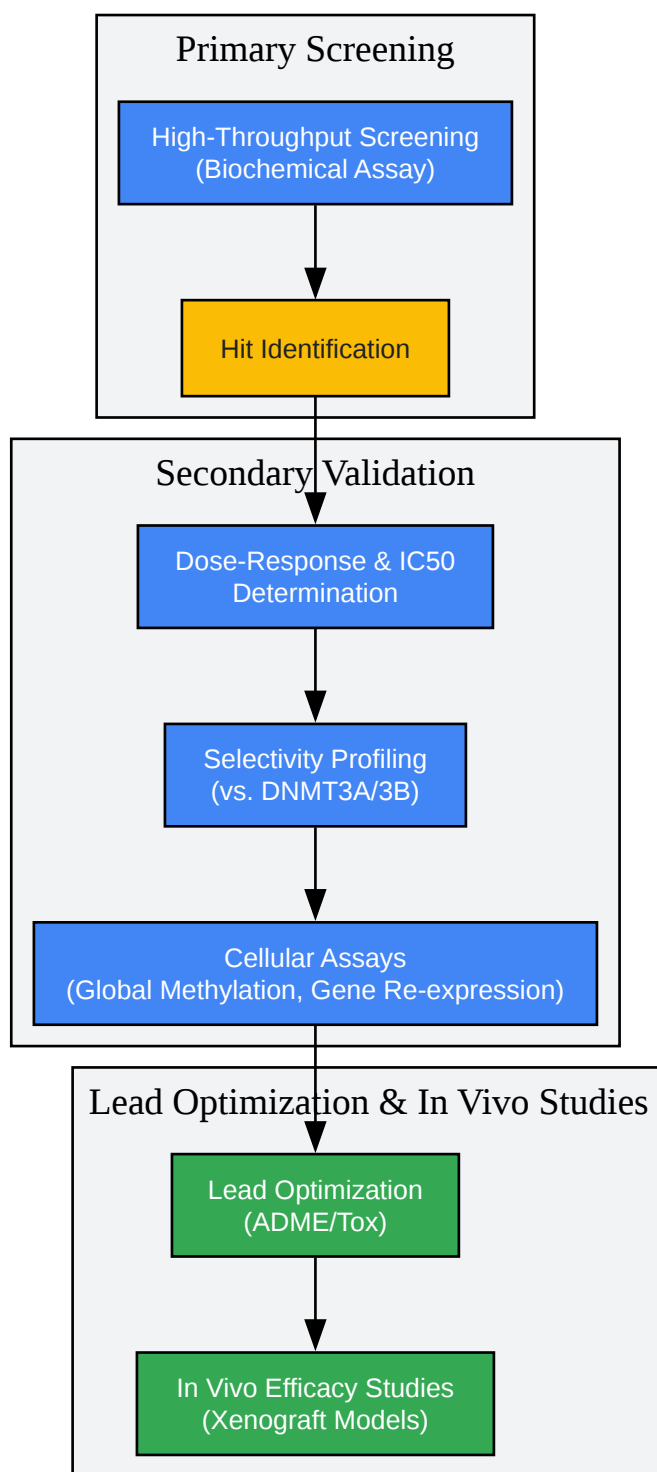 Primary Screening
High-Throughput Screening
(Biochemical Assay)
Hit Identification
Secondary Validation
Dose-Response & IC50
Determination
Selectivity Profiling
(vs. DNMT3A/3B)
Cellular Assays
(Global Methylation, Gene Re-expression)
Lead Optimization & In Vivo Studies
Lead Optimization
(ADME/Tox)
In Vivo Efficacy Studies
(Xenograft Models)